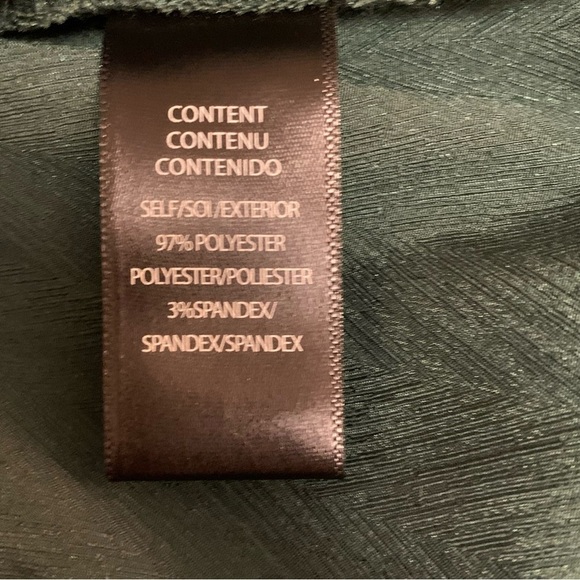 CONTENT
CONTENU
CONTENIDO
SELF/SOI/EXTERIOR
97% POLYESTER
POLYESTER/POLIESTER
3%SPANDEX/
SPANDEX/SPANDEX